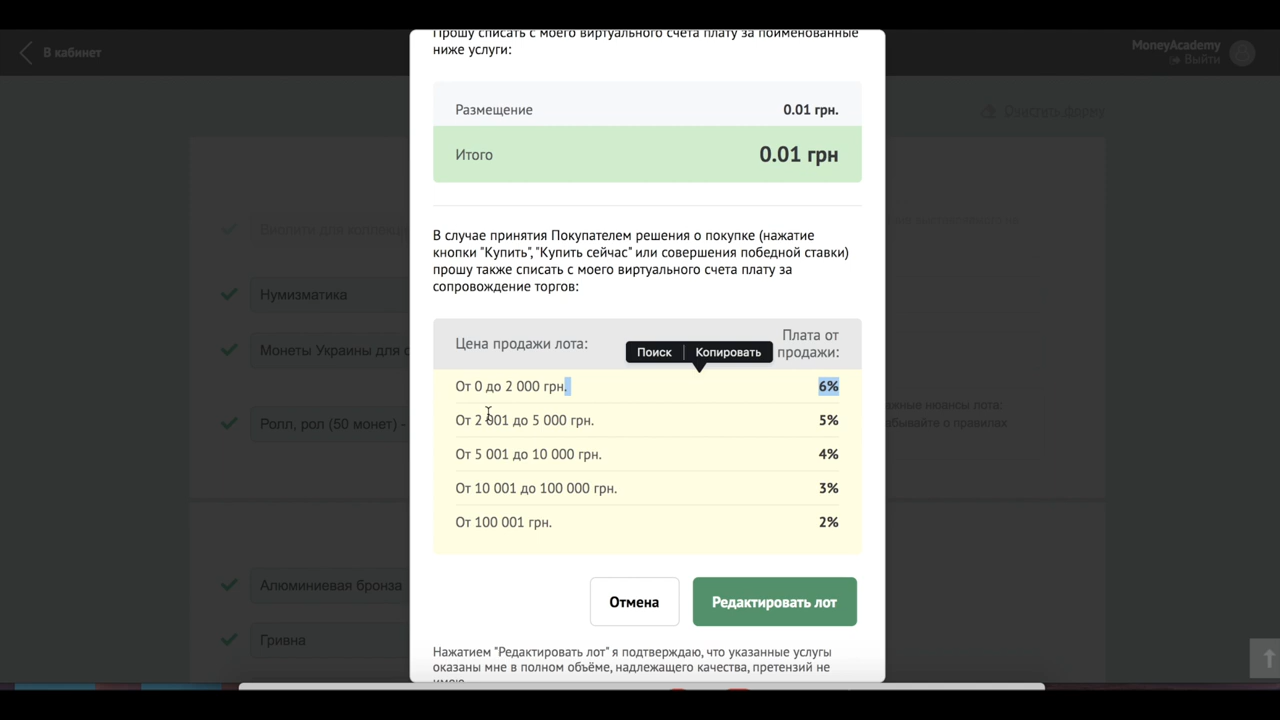 Прошу списать с моего виртуального счета плату за поименованные
ниже услуги:
В кабинет
MoneyAcademy
Выйти
Размещение 0.01 грн.
Очистить форму
Итого 0.01 грн
В случае принятия Покупателем решения о покупке (нажатие
кнопки "Купить", "Купить сейчас" или совершения победной ставки)
прошу также списать с моего виртуального счета плату за
сопровождение торгов:
Нумизматика
Монеты Украины для
Цена продажи лота: Плата от
продажи:
Поиск Копировать
От 0 до 2 000 грн. 6%
От 2 001 до 5 000 грн. 5%
Ролл, рол (50 монет) -
нюансы лота:
о правилах
От 5 001 до 10 000 грн. 4%
От 10 001 до 100 000 грн. 3%
От 100 001 грн. 2%
Алюминиевая бронза
Гривна
Отмена Редактировать лот
Нажатием "Редактировать лот" я подтверждаю, что указанные услуги
оказаны мне в полном объёме, надлежащего качества, претензий не
имею